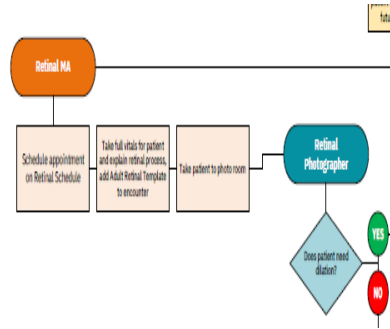 futu
Retinal MA
Schedule appointment
on Retinal Schedule
Take full vitals for patient
and explain retinal process,
add Adult Retinal Template
to encounter
Take patient to photo room
Retinal
Photographer
Does patient need
dilation?
YES
NO